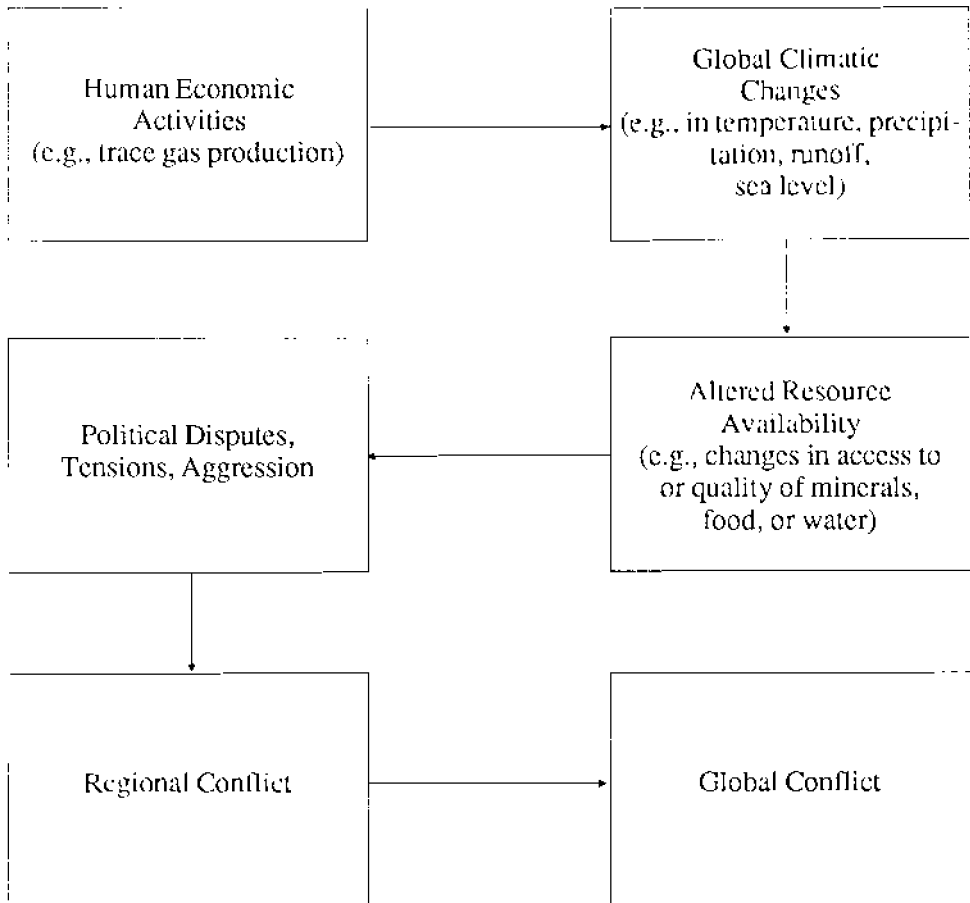 Human Economic
Activities
(e.g., trace gas production)
Global Climatic
Changes
(e.g., in temperature, precipi-
tation, runoff,
sea level)
Altered Resource
Availability
(e.g., changes in access to
or quality of minerals,
food, or water)
Political Disputes,
Tensions, Aggression
Regional Conflict
Global Conflict